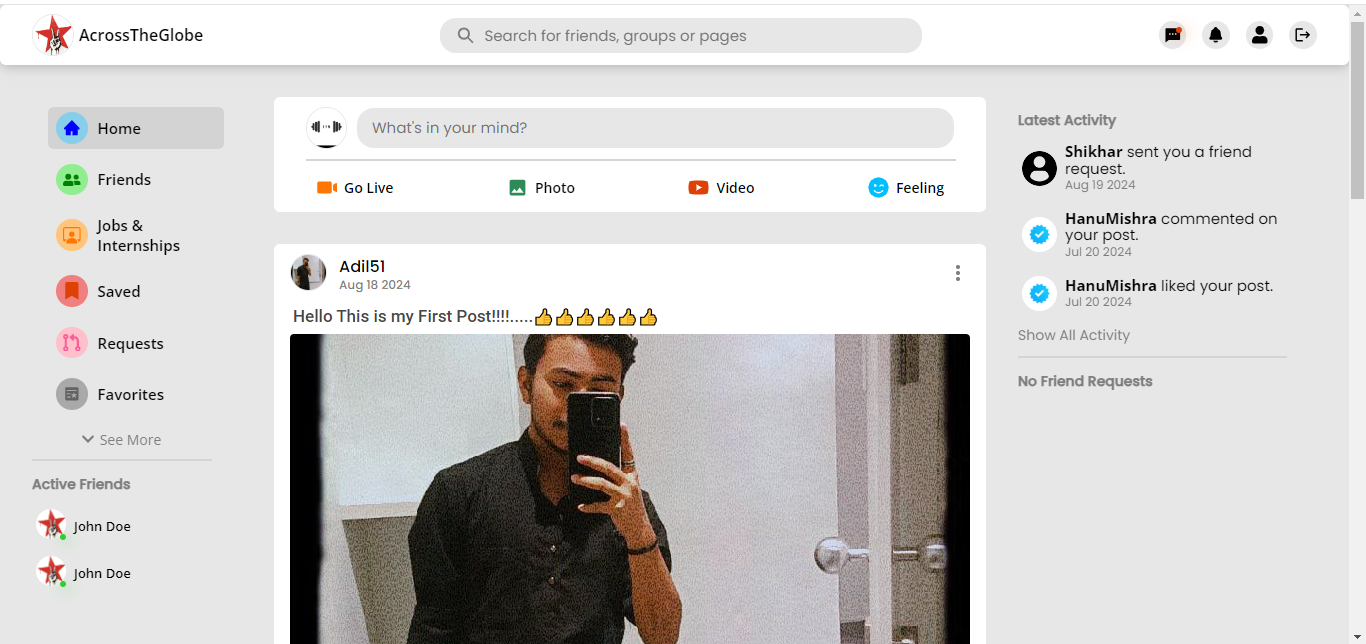 AcrossTheGlobe
Search for friends, groups or pages
Home
Friends
Jobs &
Internships
Saved
Requests
Favorites
See More
Active Friends
John Doe
John Doe
What's in your mind?
Go Live
Photo
Video
Feeling
Adil51
Aug 18 2024
Hello This is my First Post!!!!.....👍👍👍👍👍👍
Latest Activity
Shikhar sent you a friend
request.
Aug 19 2024
HanuMishra commented on
your post.
Jul 20 2024
HanuMishra liked your post.
Jul 20 2024
Show All Activity
No Friend Requests